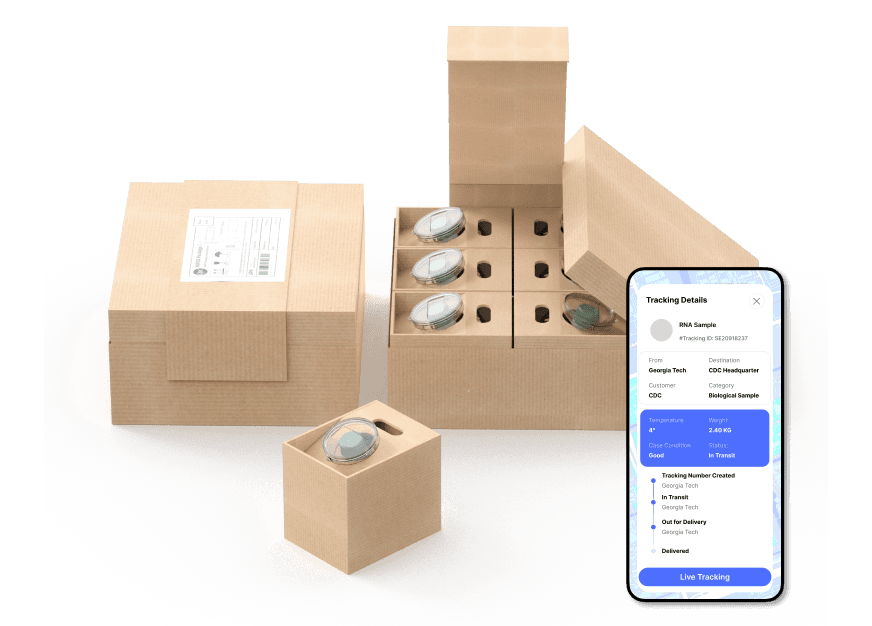 Tracking Details
RNA Sample
#Tracking ID: SE20918237
From Destination
Georgia Tech CDC Headquarter
Customer Category
CDC Biological Sample
Temperature Weight
4° 2.40 KG
Case Condition Status:
Good In Transit
Tracking Number Created
Georgia Tech
In Transit
Georgia Tech
Out for Delivery
Georgia Tech
Delivered
Live Tracking